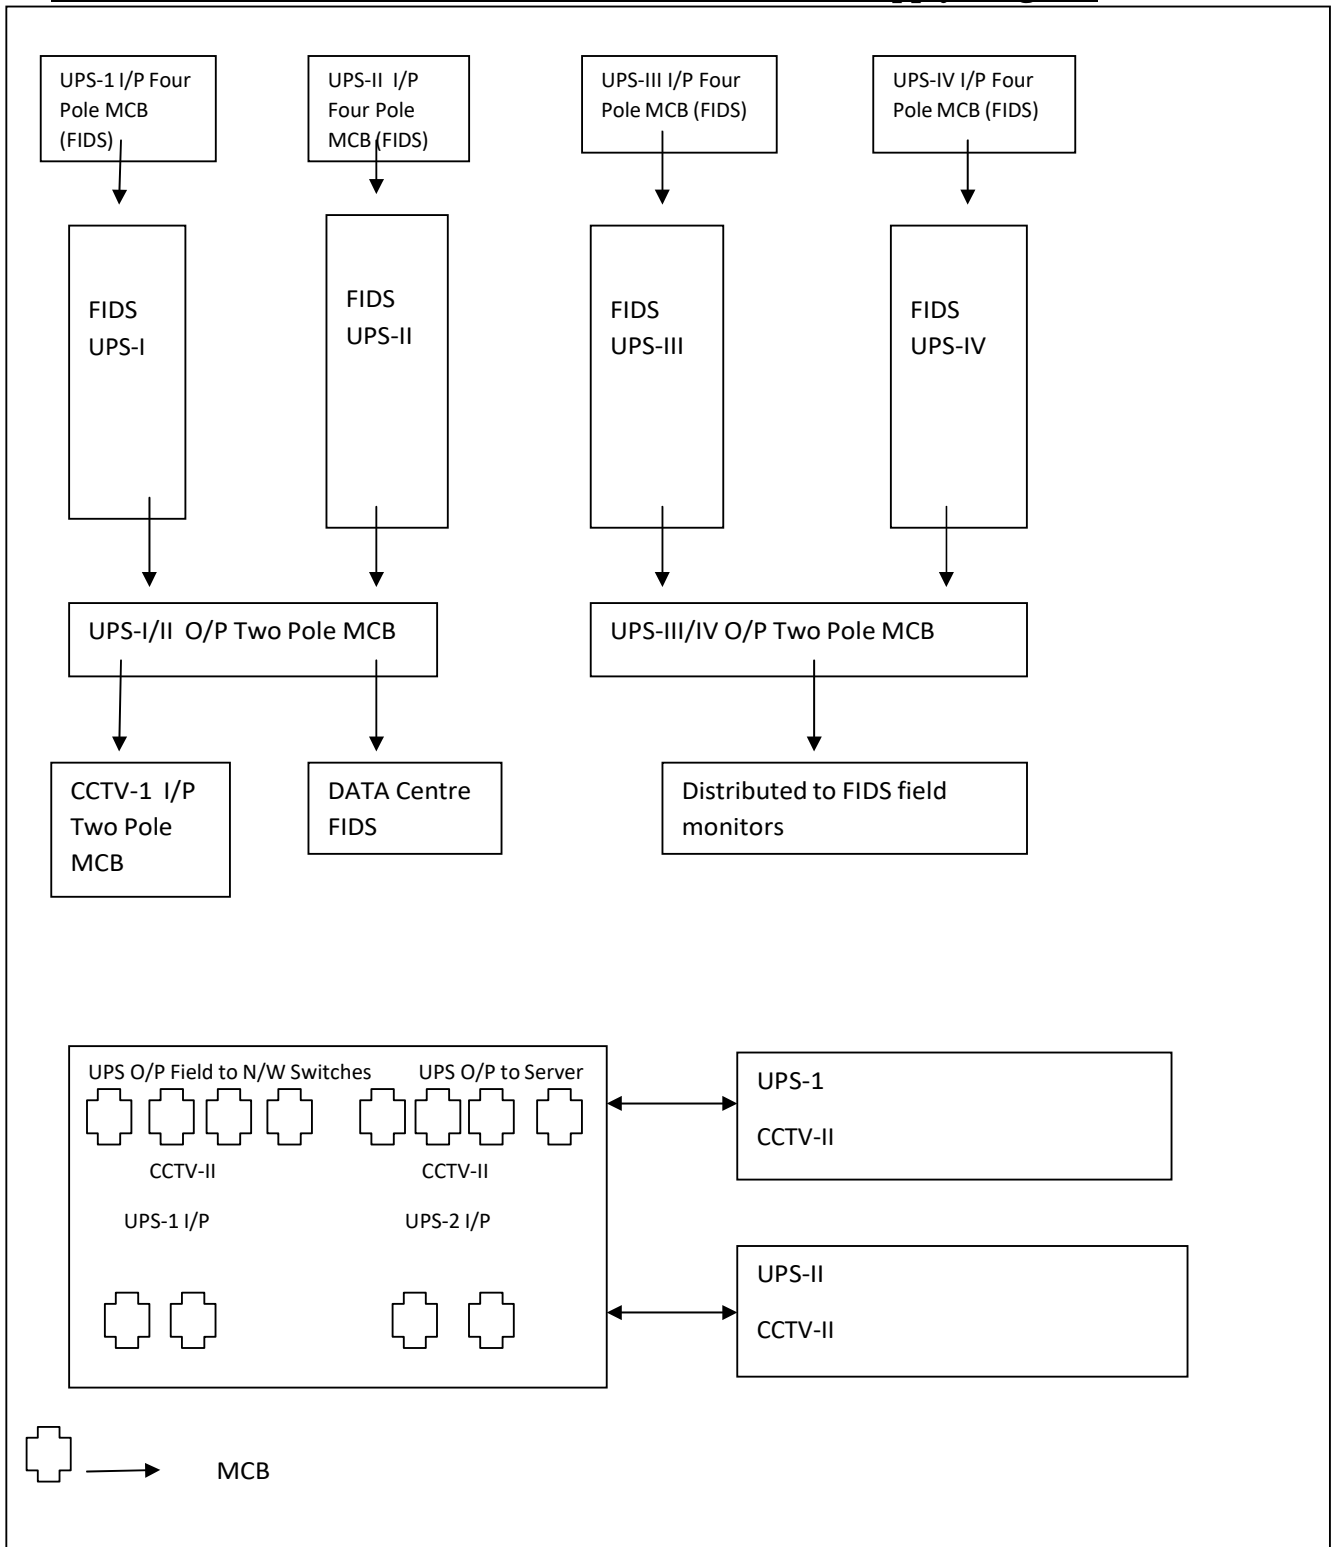 UPS-1 I/P Four
Pole MCB
(FIDS)
UPS-II I/P
Four Pole
MCB (FIDS)
UPS-III I/P Four
Pole MCB (FIDS)
UPS-IV I/P Four
Pole MCB (FIDS)
FIDS
UPS-I
FIDS
UPS-II
FIDS
UPS-III
FIDS
UPS-IV
UPS-I/II O/P Two Pole MCB
UPS-III/IV O/P Two Pole MCB
CCTV-1 I/P
Two Pole
MCB
DATA Centre
FIDS
Distributed to FIDS field
monitors
UPS O/P Field to N/W Switches
UPS O/P to Server
CCTV-II
CCTV-II
UPS-1 I/P
UPS-2 I/P
UPS-1
CCTV-II
UPS-II
CCTV-II
MCB